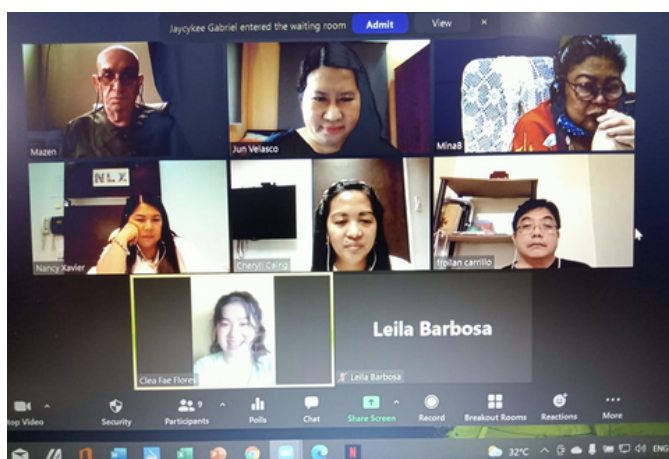 Jaycykee Gabriel entered the waiting room
Admit
View
×
Mazen
Jun Velasco
MinaB
NLX
Nancy Xavier
Cheryll Caing
froilan carrillo
Clea Fae Flores
Leila Barbosa
Leila Barbosa
top Video
Security
9
Participants
Polls
Chat
Share Screen
Record
Breakout Rooms
Reactions
More
32°C
ENG